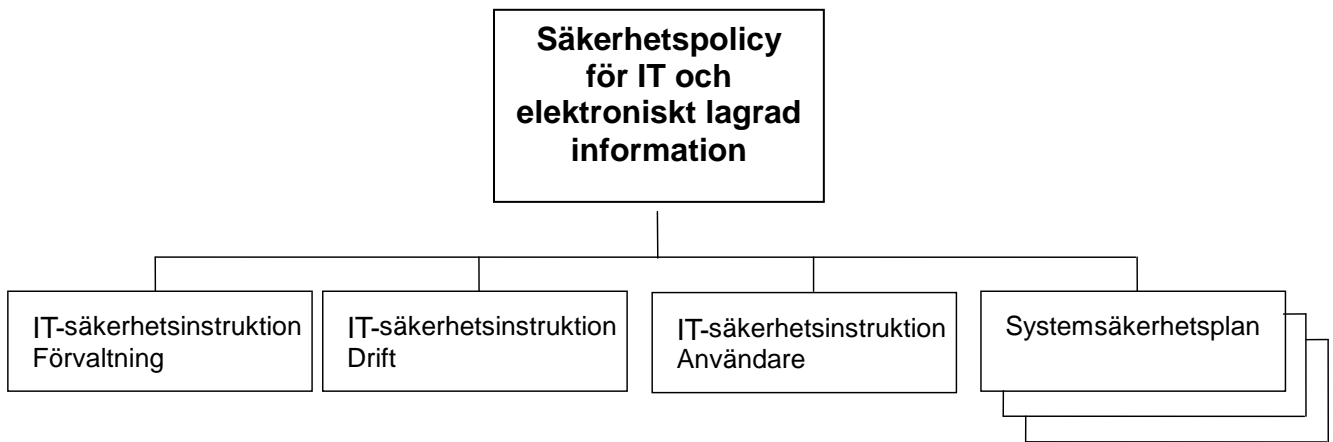 Säkerhetspolicy
för IT och
elektroniskt lagrad
information
IT-säkerhetsinstruktion
Förvaltning
IT-säkerhetsinstruktion
Drift
IT-säkerhetsinstruktion
Användare
Systemsäkerhetsplan